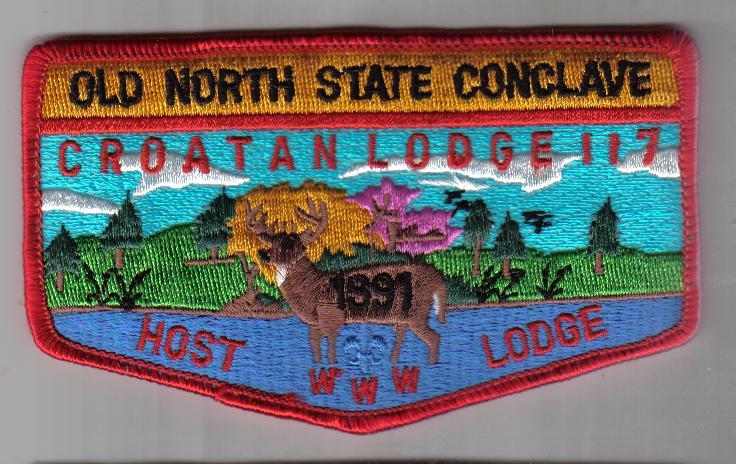 OLD NORTH STATE CONCLAVE
CROATAN LODGE 117
1991
HOST LODGE
WWW